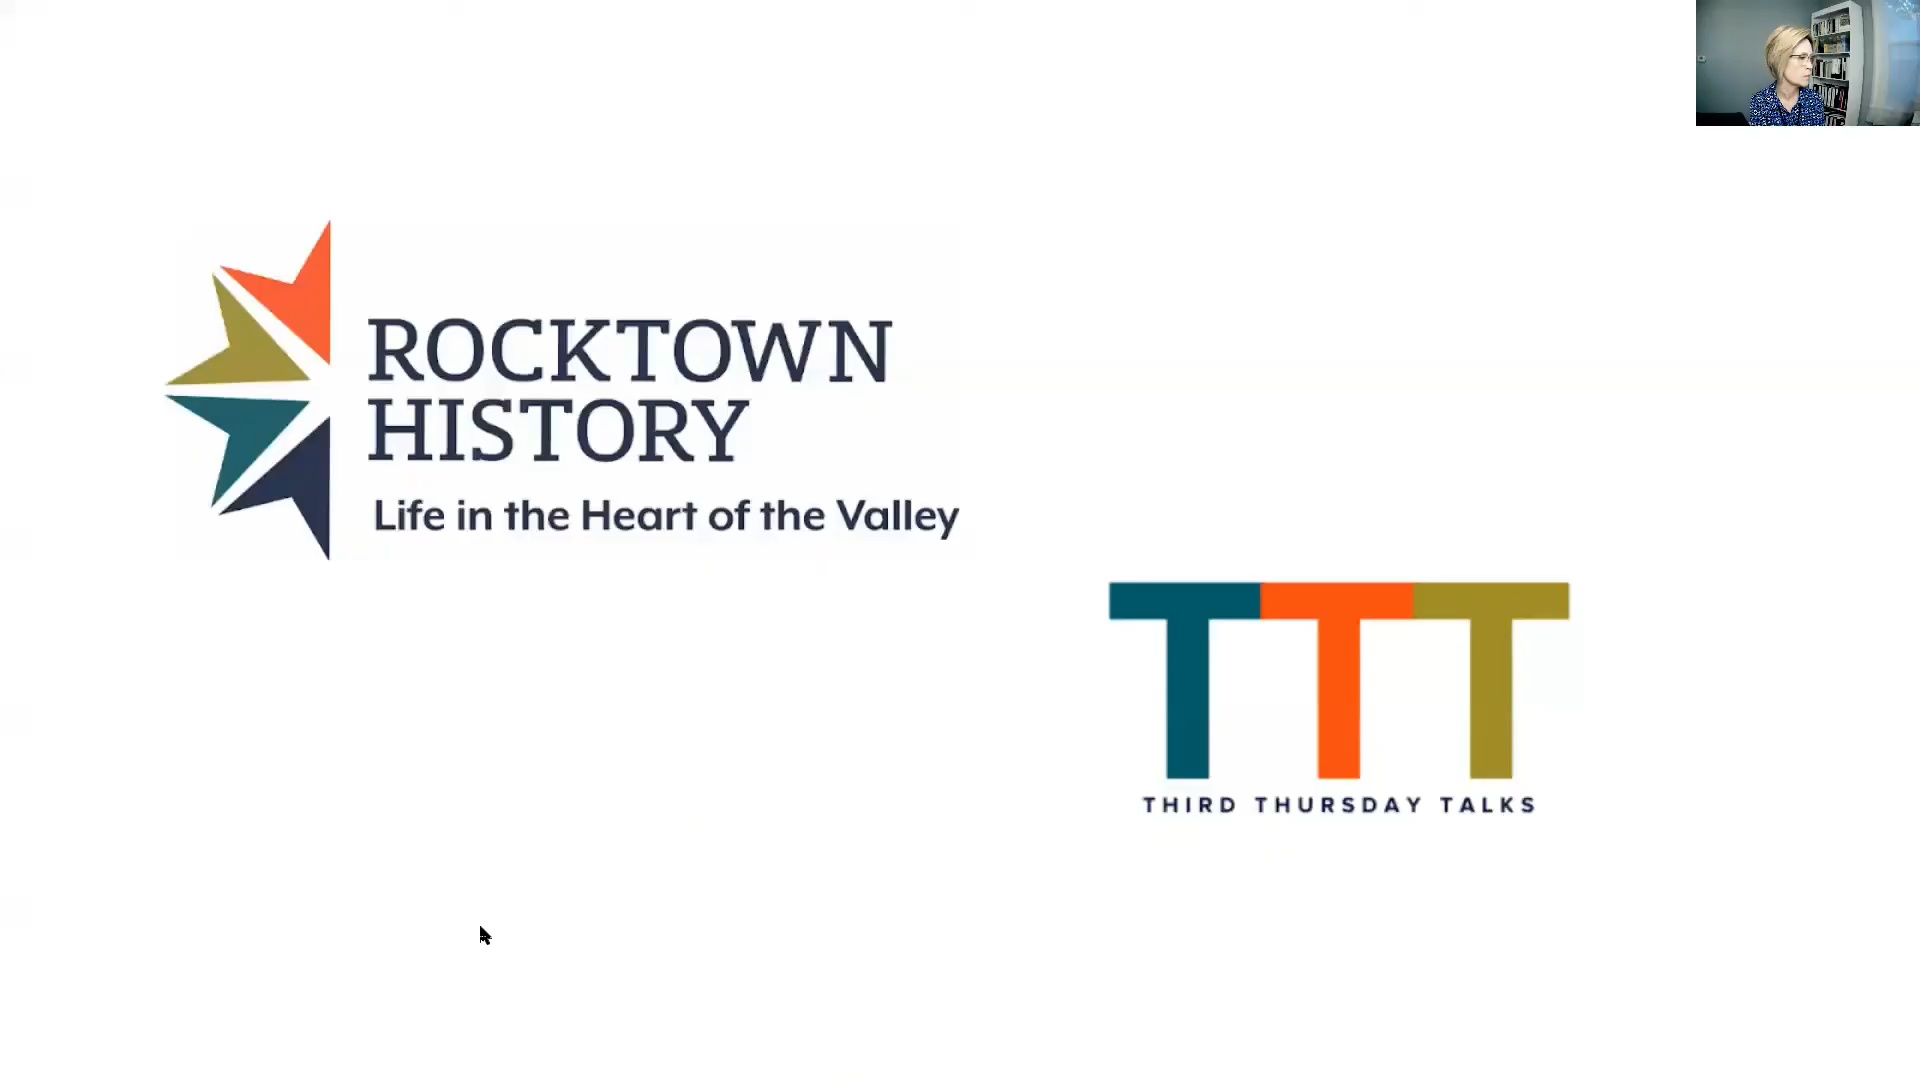 ROCKTOWN
HISTORY
Life in the Heart of the Valley
TTT
THIRD THURSDAY TALKS